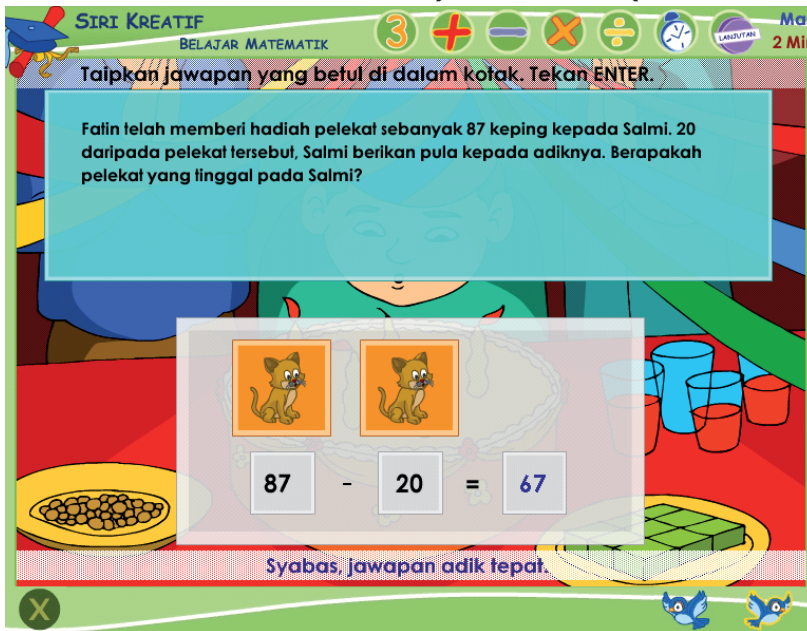 SIRI KREATIF
BELAJAR MATEMATIK
3 + − × ÷
LANJUTAN
2
Taipkan jawapan yang betul di dalam kotak. Tekan ENTER.
Fatin telah memberi hadiah pelekat sebanyak 87 keping kepada Salmi. 20
daripada pelekat tersebut, Salmi berikan pula kepada adiknya. Berapakah
pelekat yang tinggal pada Salmi?
87 - 20 = 67
Syabas, jawapan adik tepat.
X